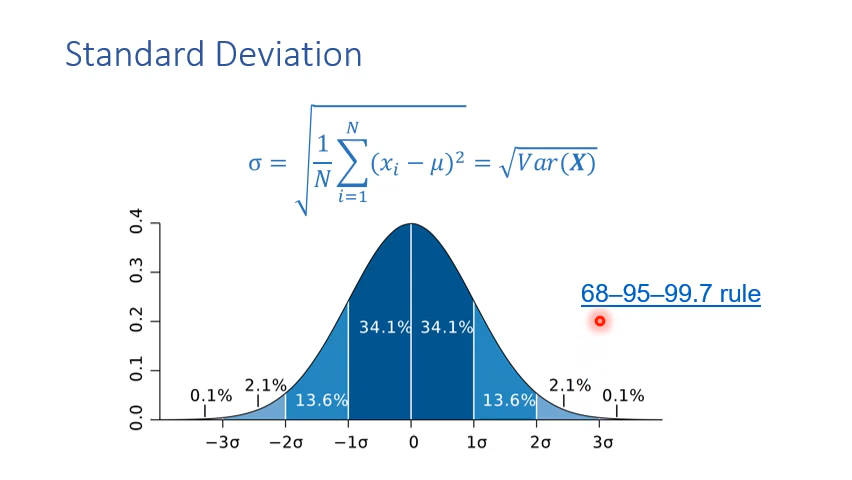 Standard Deviation
σ = √(1/N ∑_{i=1}^{N} (x_i − μ)²) = √Var(X)
0.4
0.3
0.2
0.1
0.0
68–95–99.7 rule
34.1% 34.1%
0.1% 2.1% 13.6% 13.6% 2.1% 0.1%
−3σ −2σ −1σ 0 1σ 2σ 3σ